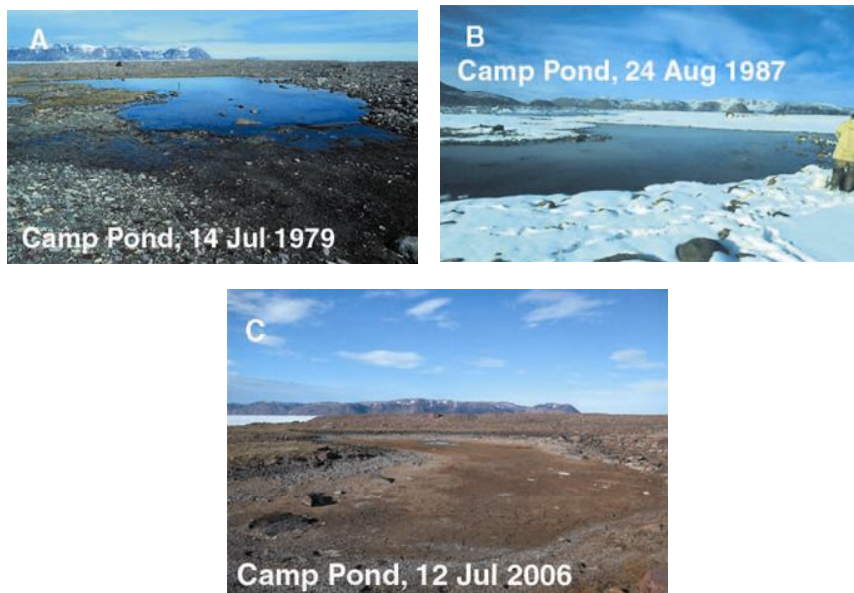 A
Camp Pond, 14 Jul 1979
B
Camp Pond, 24 Aug 1987
C
Camp Pond, 12 Jul 2006